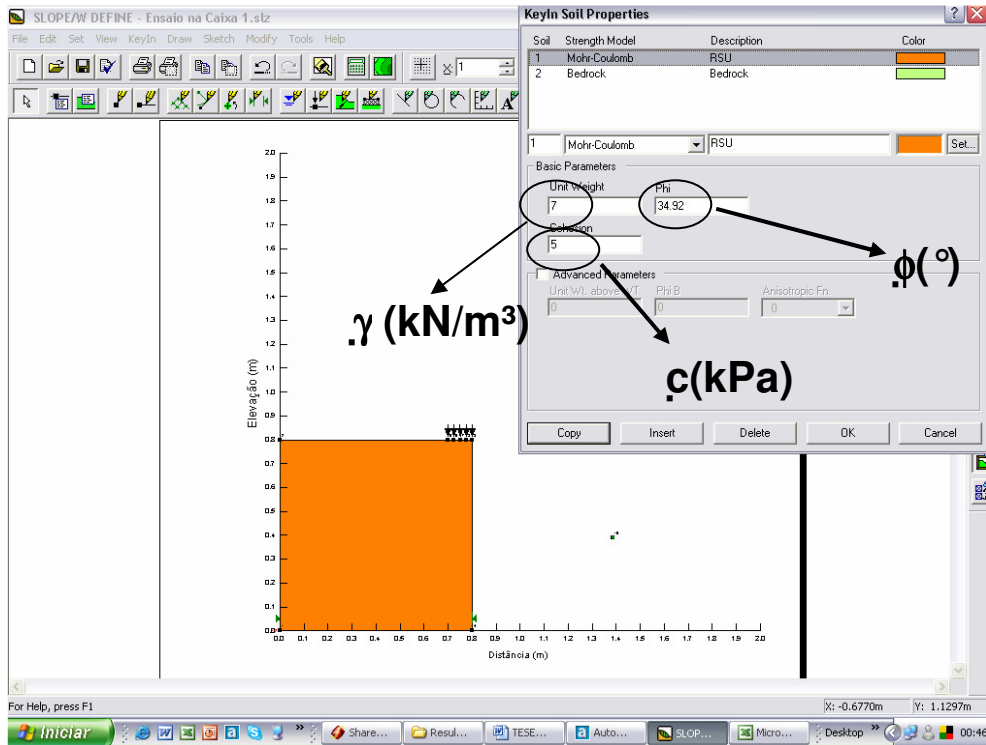 SLOPE/W DEFINE - Ensaio na Caixa 1.slz
File Edit Set View KeyIn Draw Sketch Modify Tools Help
1
KeyIn Soil Properties
Soil Strength Model Description Color
1 Mohr-Coulomb RSU
2 Bedrock Bedrock
1 Mohr-Coulomb RSU Set...
Basic Parameters
Unit Weight Phi
7 34.92
Cohesion
5
Advanced Parameters
Unit Wt. above WT Phi B Anisotropic Fn.
0 0 0
Copy Insert Delete OK Cancel
γ (kN/m³)
c(kPa)
ϕ(°)
Elevação (m)
2.0
1.9
1.8
1.7
1.6
1.5
1.4
1.3
1.2
1.1
1.0
0.9
0.8
0.7
0.6
0.5
0.4
0.3
0.2
0.1
0.0
0.0 0.1 0.2 0.3 0.4 0.5 0.6 0.7 0.8 0.9 1.0 1.1 1.2 1.3 1.4 1.5 1.6 1.7 1.8 1.9 2.0
Distância (m)
For Help, press F1
X: -0.6770m Y: 1.1297m
Iniciar
Share... Resul... TESE... Auto... SLOP... Micro... Desktop » 00:46